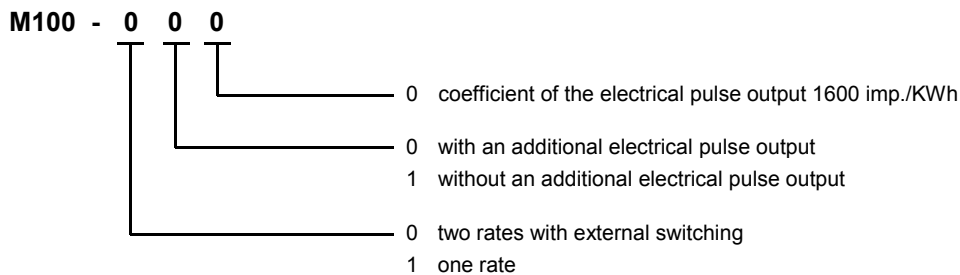 M100 - 0 0 0
0 coefficient of the electrical pulse output 1600 imp./KWh
0 with an additional electrical pulse output
1 without an additional electrical pulse output
0 two rates with external switching
1 one rate